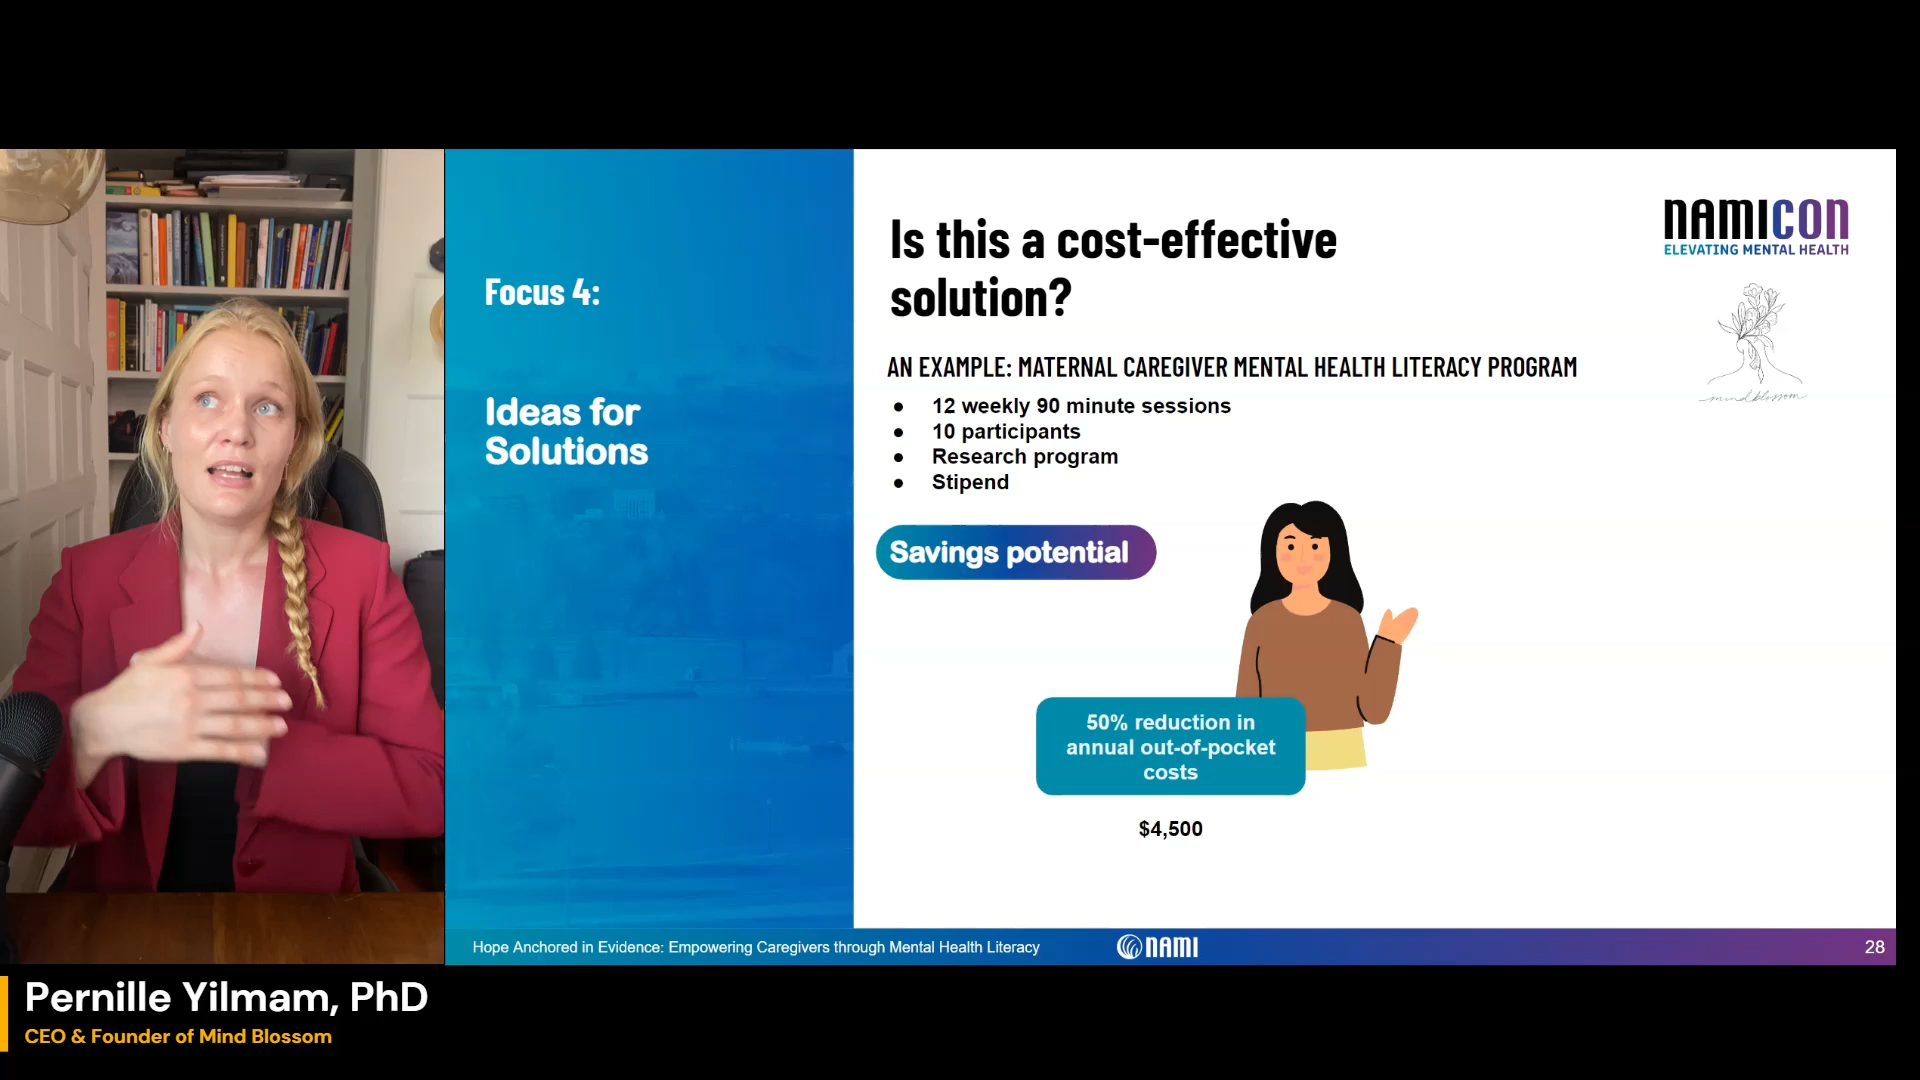 Focus 4:
Ideas for
Solutions
Is this a cost-effective
solution?
NAMICON
ELEVATING MENTAL HEALTH
mindblossom
AN EXAMPLE: MATERNAL CAREGIVER MENTAL HEALTH LITERACY PROGRAM
● 12 weekly 90 minute sessions
● 10 participants
● Research program
● Stipend
Savings potential
50% reduction in
annual out-of-pocket
costs
$4,500
Hope Anchored in Evidence: Empowering Caregivers through Mental Health Literacy
NAMI
28
Pernille Yilmam, PhD
CEO & Founder of Mind Blossom